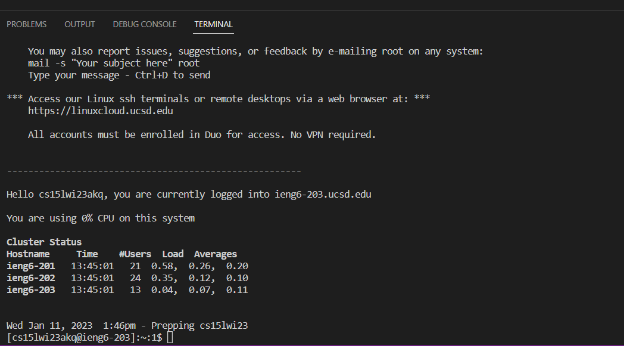 PROBLEMS OUTPUT DEBUG CONSOLE TERMINAL
You may also report issues, suggestions, or feedback by e-mailing root on any system:
mail -s "Your subject here" root
Type your message - Ctrl+D to send
*** Access our Linux ssh terminals or remote desktops via a web browser at: ***
https://linuxcloud.ucsd.edu
All accounts must be enrolled in Duo for access. No VPN required.
-------------------------------------------------------
Hello cs15lwi23akq, you are currently logged into ieng6-203.ucsd.edu
You are using 0% CPU on this system
Cluster Status
Hostname Time #Users Load Averages
ieng6-201 13:45:01 21 0.58, 0.26, 0.20
ieng6-202 13:45:01 24 0.35, 0.12, 0.10
ieng6-203 13:45:01 13 0.04, 0.07, 0.11
Wed Jan 11, 2023 1:46pm - Prepping cs15lwi23
[cs15lwi23akq@ieng6-203]:~:1$